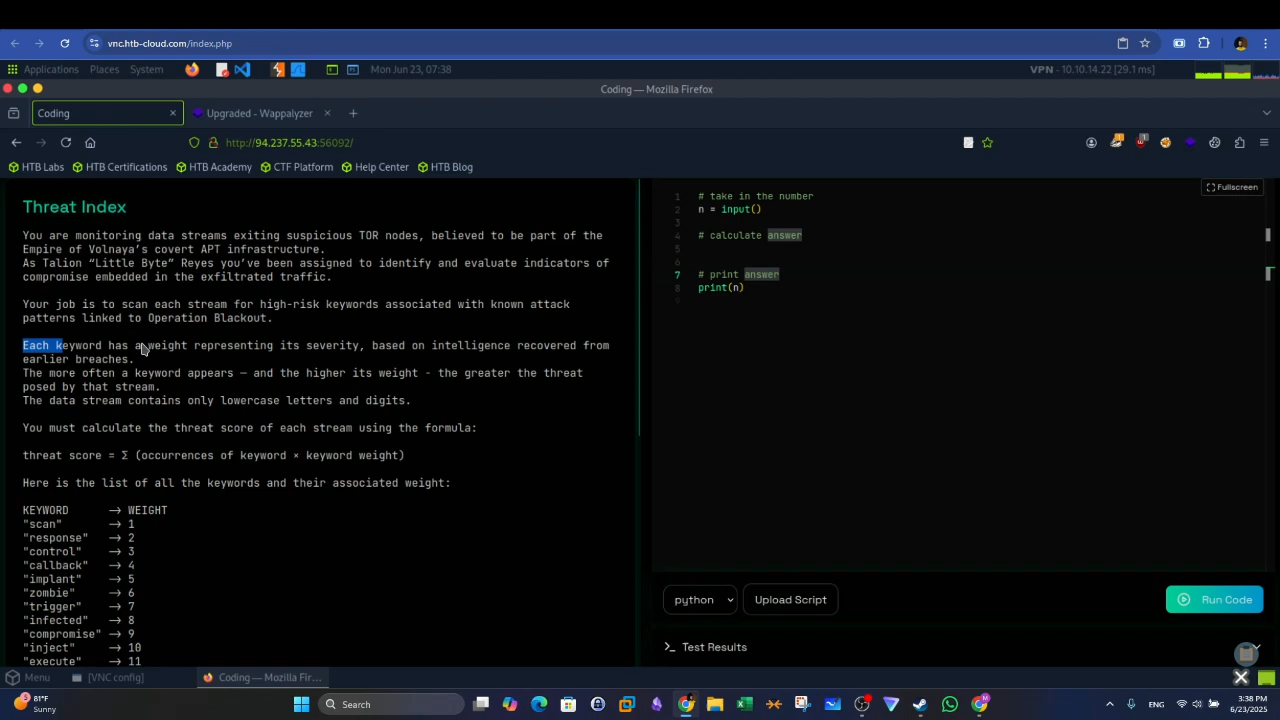 vnc.htb-cloud.com/index.php
Applications Places System Mon Jun 23, 07:38 VPN - 10.10.14.22 [29.1 ms]
Coding — Mozilla Firefox
Coding Upgraded - Wappalyzer
http://94.237.55.43:56092/
HTB Labs HTB Certifications HTB Academy CTF Platform Help Center HTB Blog
Threat Index
You are monitoring data streams exiting suspicious TOR nodes, believed to be part of the
Empire of Volnaya’s covert APT infrastructure.
As Talion “Little Byte” Reyes you’ve been assigned to identify and evaluate indicators of
compromise embedded in the exfiltrated traffic.
Your job is to scan each stream for high-risk keywords associated with known attack
patterns linked to Operation Blackout.
Each keyword has a weight representing its severity, based on intelligence recovered from
earlier breaches.
The more often a keyword appears — and the higher its weight - the greater the threat
posed by that stream.
The data stream contains only lowercase letters and digits.
You must calculate the threat score of each stream using the formula:
threat score = Σ (occurrences of keyword × keyword weight)
Here is the list of all the keywords and their associated weight:
KEYWORD → WEIGHT
"scan" → 1
"response" → 2
"control" → 3
"callback" → 4
"implant" → 5
"zombie" → 6
"trigger" → 7
"infected" → 8
"compromise" → 9
"inject" → 10
"execute" → 11
Fullscreen
1 # take in the number
2 n = input()
3
4 # calculate answer
5
6
7 # print answer
8 print(n)
9
python Upload Script Run Code
Test Results
Menu [VNC config] Coding — Mozilla Fir…
81°F
Sunny
Search
ENG
3:38 PM
6/23/2025